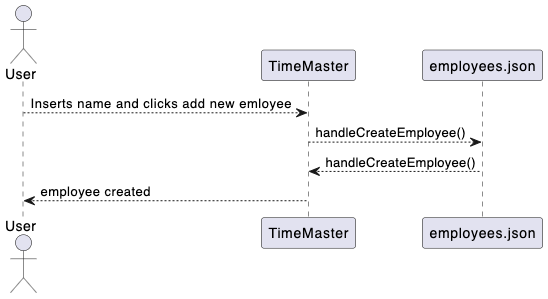 User
TimeMaster
employees.json
Inserts name and clicks add new emloyee
handleCreateEmployee()
handleCreateEmployee()
employee created
User
TimeMaster
employees.json